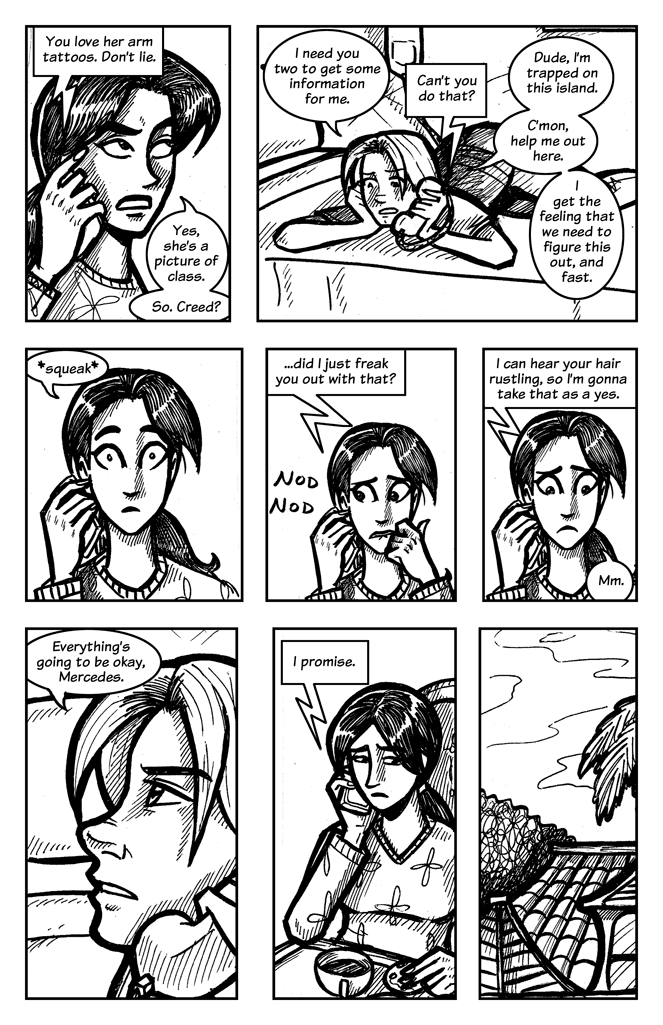 You love her arm
tattoos. Don't lie.
Yes,
she's a
picture of
class.
So. Creed?
I need you
two to get some
information
for me.
Can't you
do that?
Dude, I'm
trapped on
this island.
C'mon,
help me out
here.
I
get the
feeling that
we need to
figure this
out, and
fast.
*squeak*
...did I just freak
you out with that?
NOD
NOD
I can hear your hair
rustling, so I'm gonna
take that as a yes.
Mm.
Everything's
going to be okay,
Mercedes.
I promise.